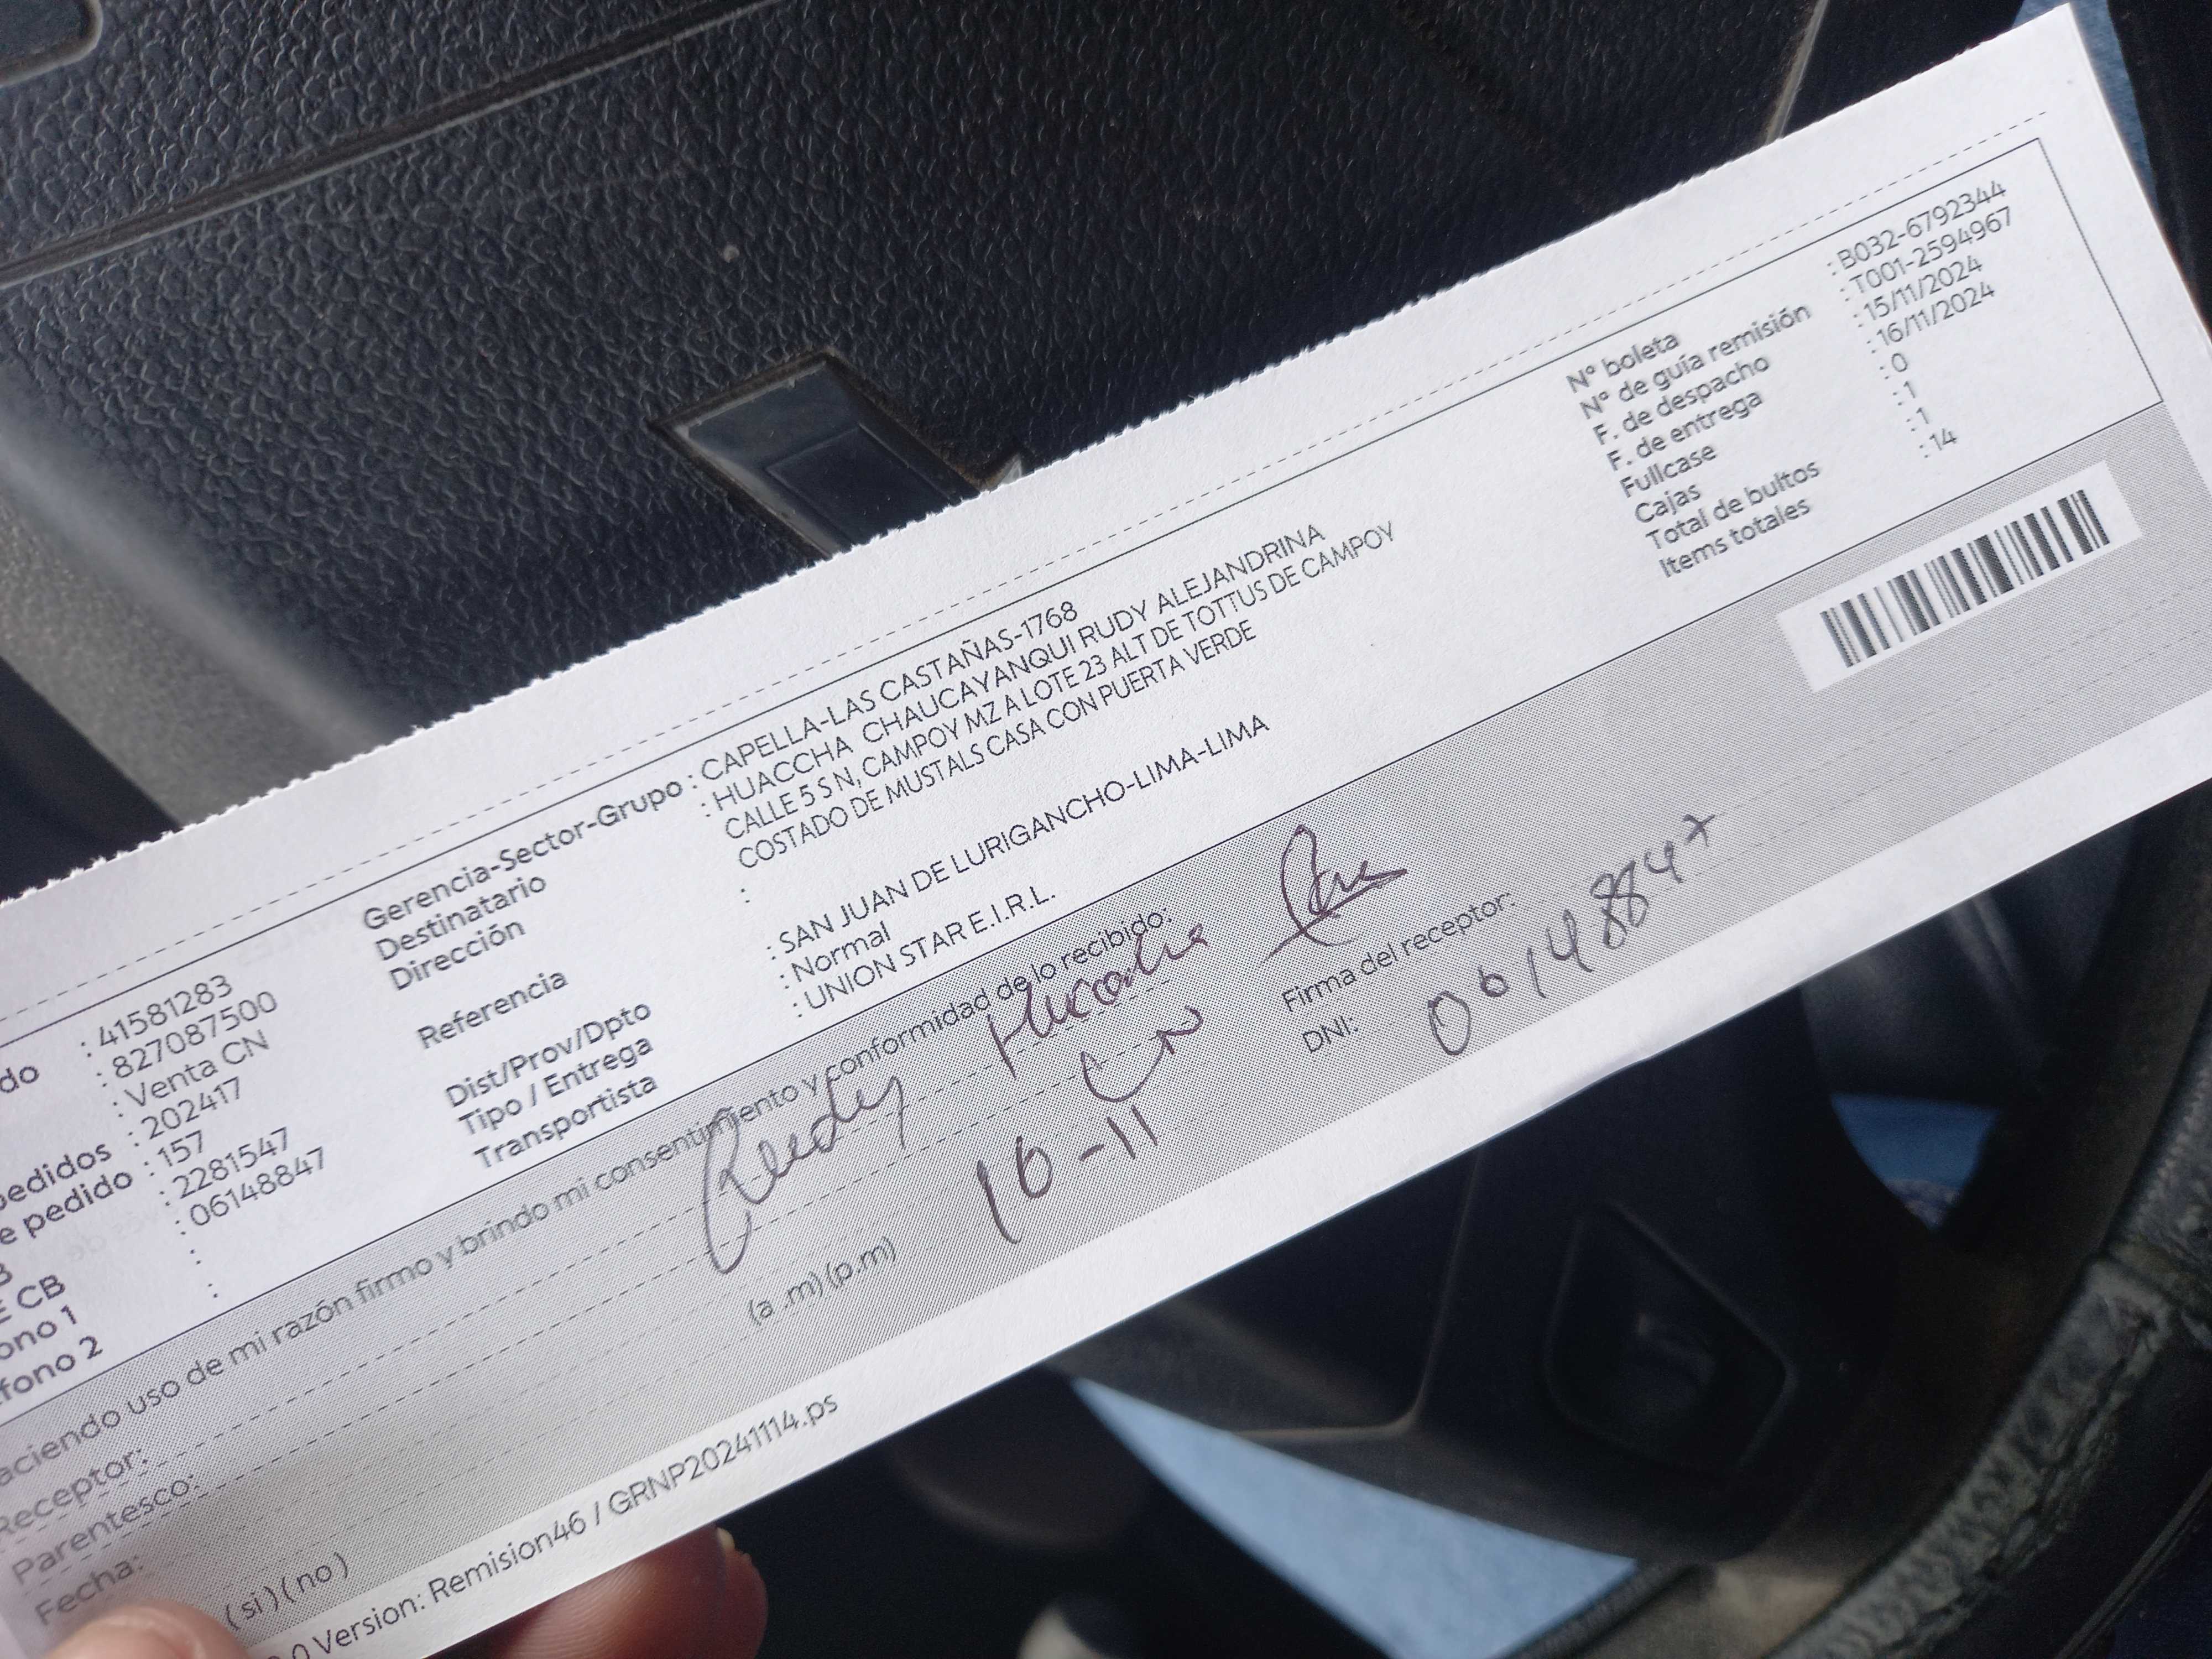 do : 41581283
: 827087500
: Venta CN
pedidos : 202417
e pedido : 157
: 2281547
E CB : 06148847
ono 1 :
fono 2 :
Gerencia-Sector-Grupo : CAPELLA-LAS CASTAÑAS-1768
Destinatario : HUACCHA CHAUCAYANQUI RUDY ALEJANDRINA
Dirección CALLE 5 S N, CAMPOY MZ A LOTE 23 ALT DE TOTTUS DE CAMPOY
COSTADO DE MUSTALS CASA CON PUERTA VERDE
Referencia :
Dist/Prov/Dpto : SAN JUAN DE LURIGANCHO-LIMA-LIMA
Tipo / Entrega : Normal
Transportista : UNION STAR E.I.R.L.
N° boleta : B032-6792344
N° de guía remisión : T001-2594967
F. de despacho : 15/11/2024
F. de entrega : 16/11/2024
Fullcase : 0
Cajas : 1
Total de bultos : 1
Items totales : 14
aciendo uso de mi razón firmo y brindo mi consentimiento y conformidad de lo recibido:
Receptor: Ruedy Huaccha
Parentesco:
Fecha: 16-11
(a .m) (p.m)
Firma del receptor:
DNI: 0614884
(si) (no)
0 Version: Remision46 / GRNP20241114.ps